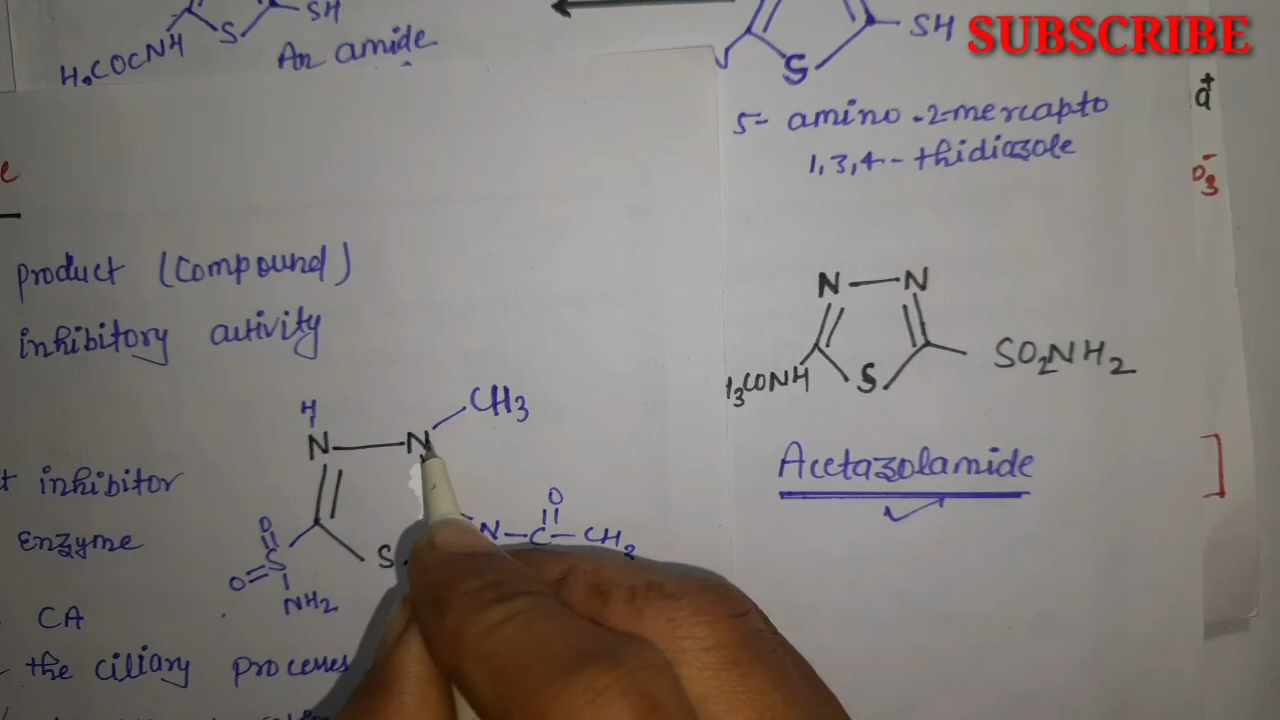 SH
H3COCNH
S
An amide
S
SH
SUBSCRIBE
5- amino -2-mercapto
1,3,4- thidiazole
product (compound)
inhibitory activity
N N
S
SO2NH2
Acetazolamide
H
N N CH3
inhibitor
Enzyme
O
O S
NH2
S
N-C-CH3
O
CA
the ciliary processes